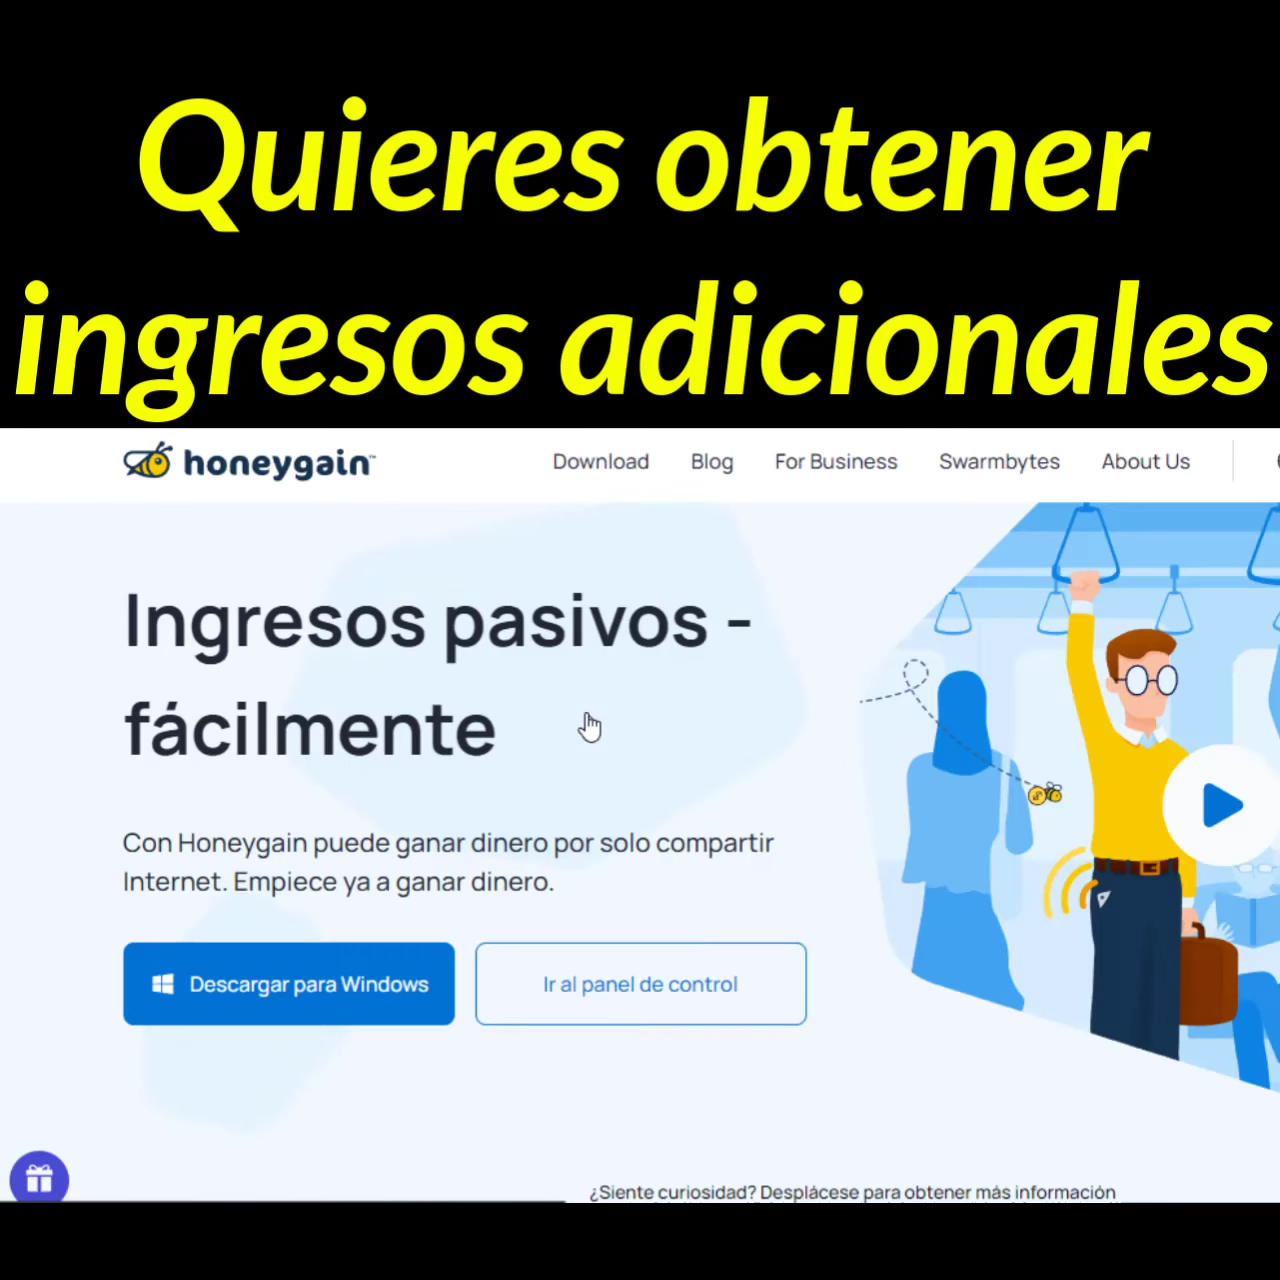 Quieres obtener
ingresos adicionales
honeygain™
Download Blog For Business Swarmbytes About Us
Ingresos pasivos -
fácilmente
Con Honeygain puede ganar dinero por solo compartir
Internet. Empiece ya a ganar dinero.
Descargar para Windows
Ir al panel de control
¿Siente curiosidad? Desplácese para obtener más información